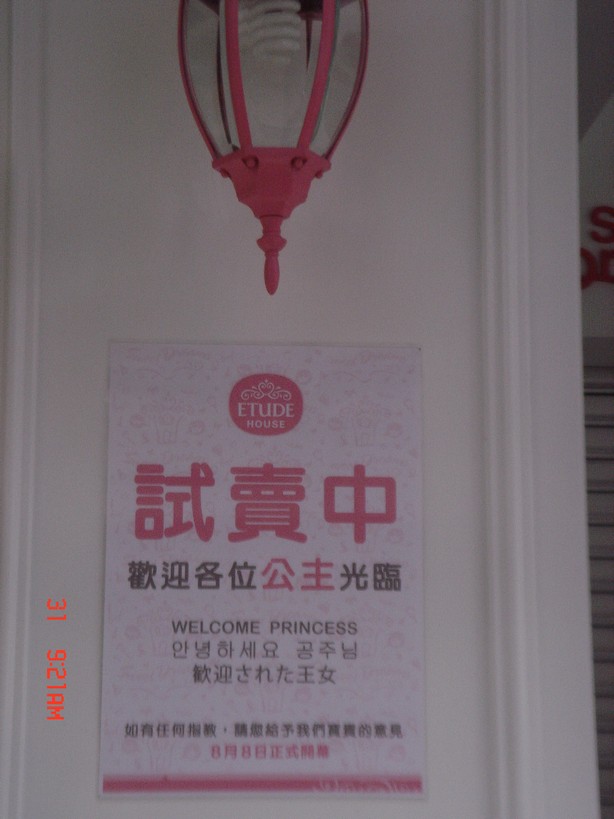 ETUDE
HOUSE
試賣中
歡迎各位公主光臨
WELCOME PRINCESS
안녕하세요 공주님
歓迎された王女
如有任何指教，請您給予我們寶貴的意見
8月8日正式開幕
31 9:21AM